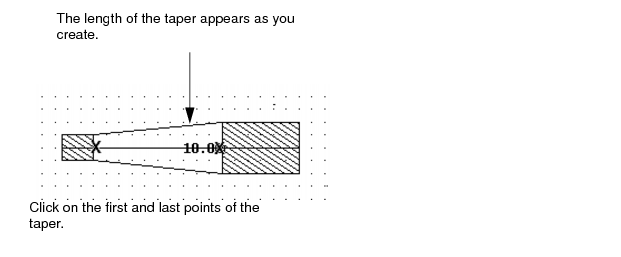 The length of the taper appears as you
create.
10.0
Click on the first and last points of the
taper.